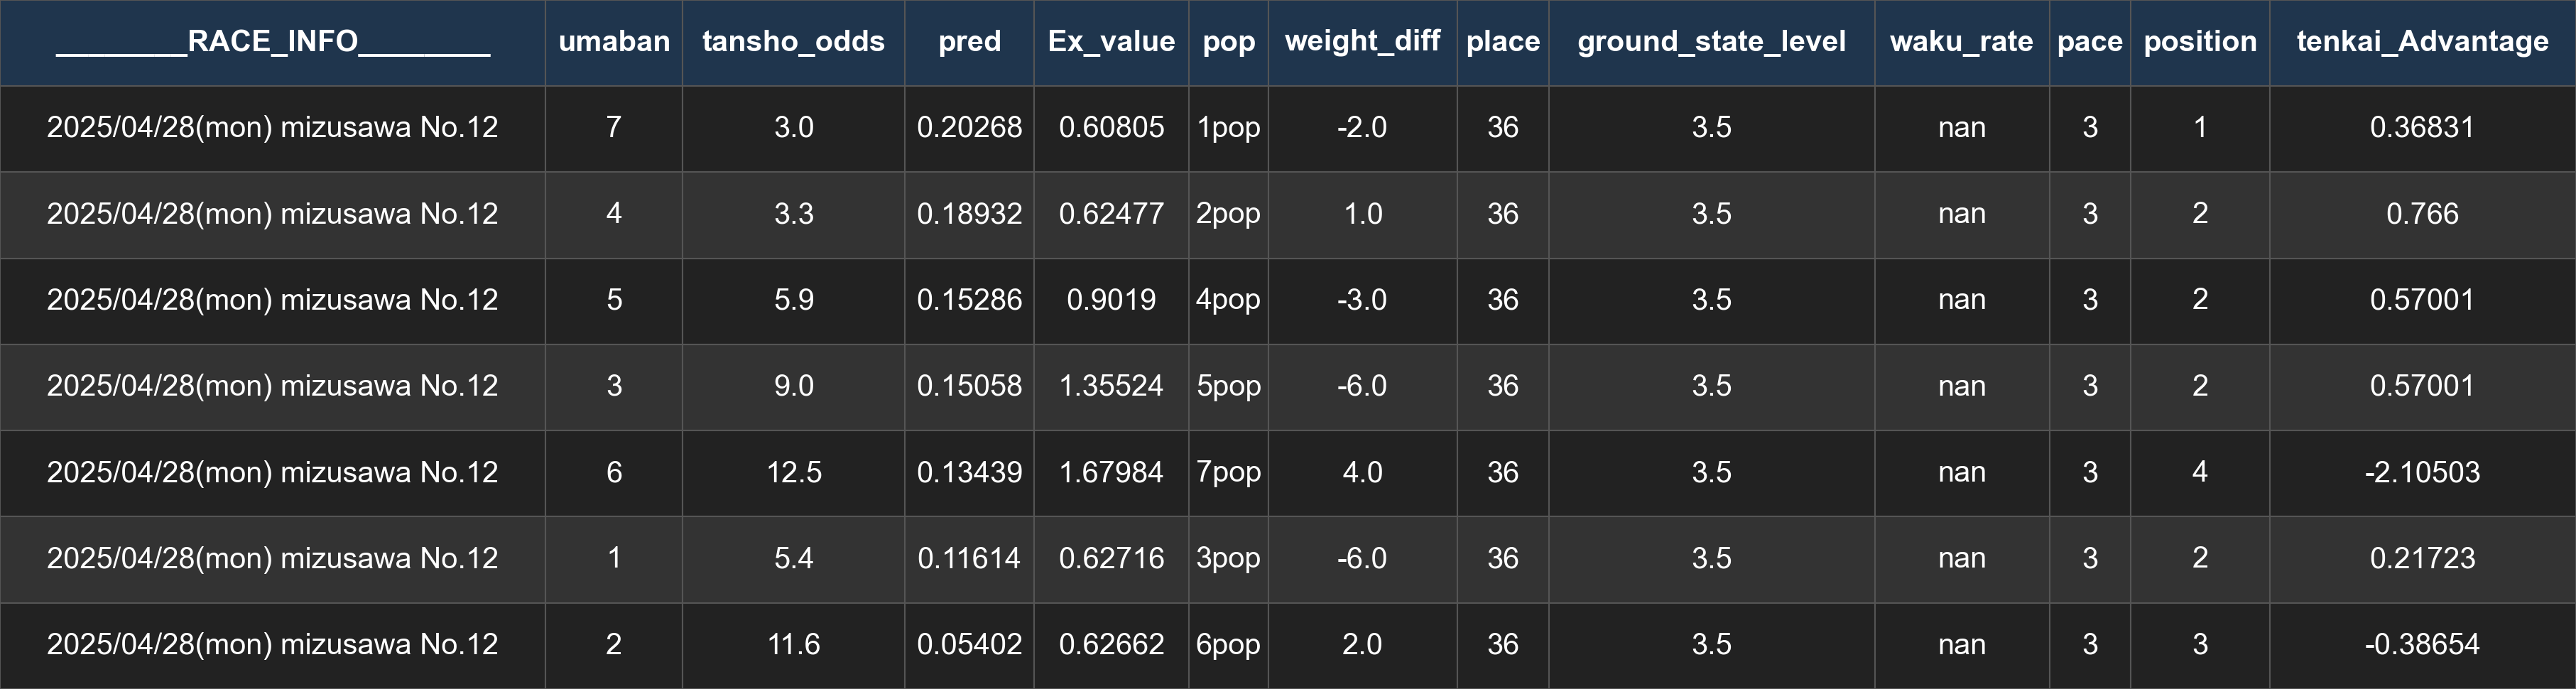 ________RACE_INFO________ umaban tansho_odds pred Ex_value pop weight_diff place ground_state_level waku_rate pace position tenkai_Advantage
2025/04/28(mon) mizusawa No.12 7 3.0 0.20268 0.60805 1pop -2.0 36 3.5 nan 3 1 0.36831
2025/04/28(mon) mizusawa No.12 4 3.3 0.18932 0.62477 2pop 1.0 36 3.5 nan 3 2 0.766
2025/04/28(mon) mizusawa No.12 5 5.9 0.15286 0.9019 4pop -3.0 36 3.5 nan 3 2 0.57001
2025/04/28(mon) mizusawa No.12 3 9.0 0.15058 1.35524 5pop -6.0 36 3.5 nan 3 2 0.57001
2025/04/28(mon) mizusawa No.12 6 12.5 0.13439 1.67984 7pop 4.0 36 3.5 nan 3 4 -2.10503
2025/04/28(mon) mizusawa No.12 1 5.4 0.11614 0.62716 3pop -6.0 36 3.5 nan 3 2 0.21723
2025/04/28(mon) mizusawa No.12 2 11.6 0.05402 0.62662 6pop 2.0 36 3.5 nan 3 3 -0.38654